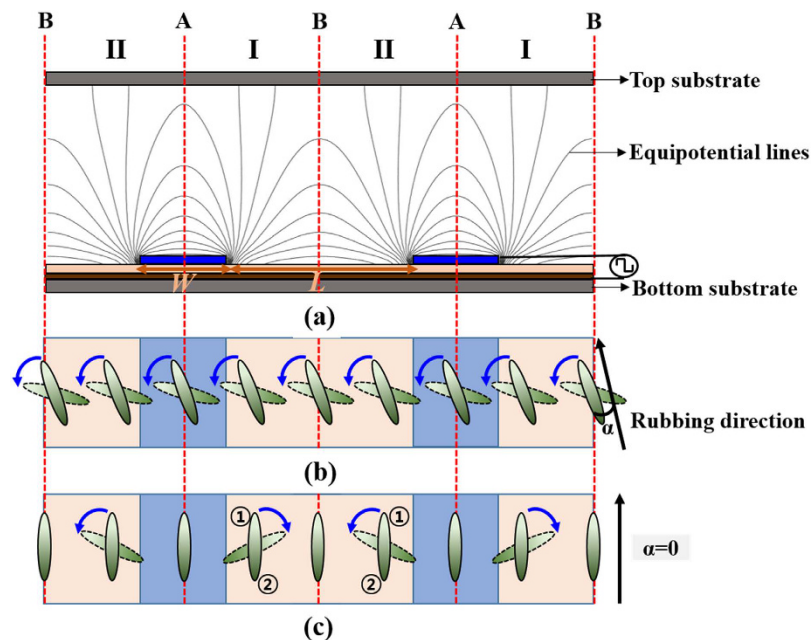 B A B A B
II I II I
Top substrate
Equipotential lines
W L
Bottom substrate
(a)
α
Rubbing direction
(b)
① ①
② ②
α=0
(c)